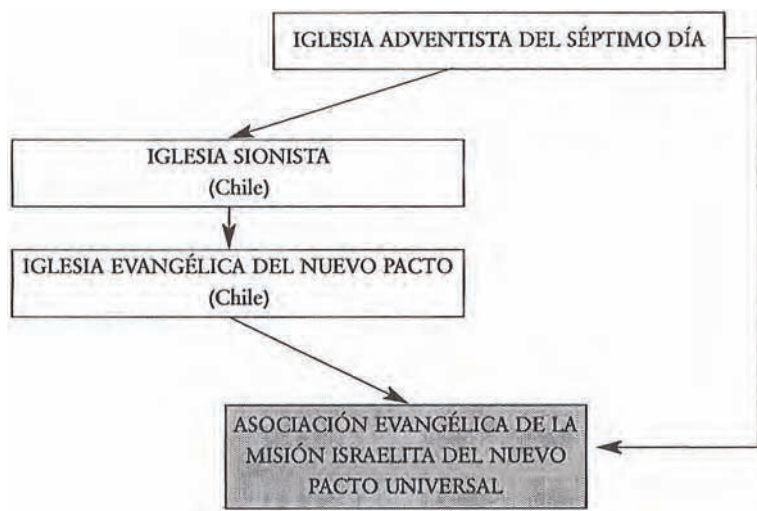 IGLESIA ADVENTISTA DEL SÉPTIMO DÍA
IGLESIA SIONISTA
(Chile)
IGLESIA EVANGÉLICA DEL NUEVO PACTO
(Chile)
ASOCIACIÓN EVANGÉLICA DE LA
MISIÓN ISRAELITA DEL NUEVO
PACTO UNIVERSAL